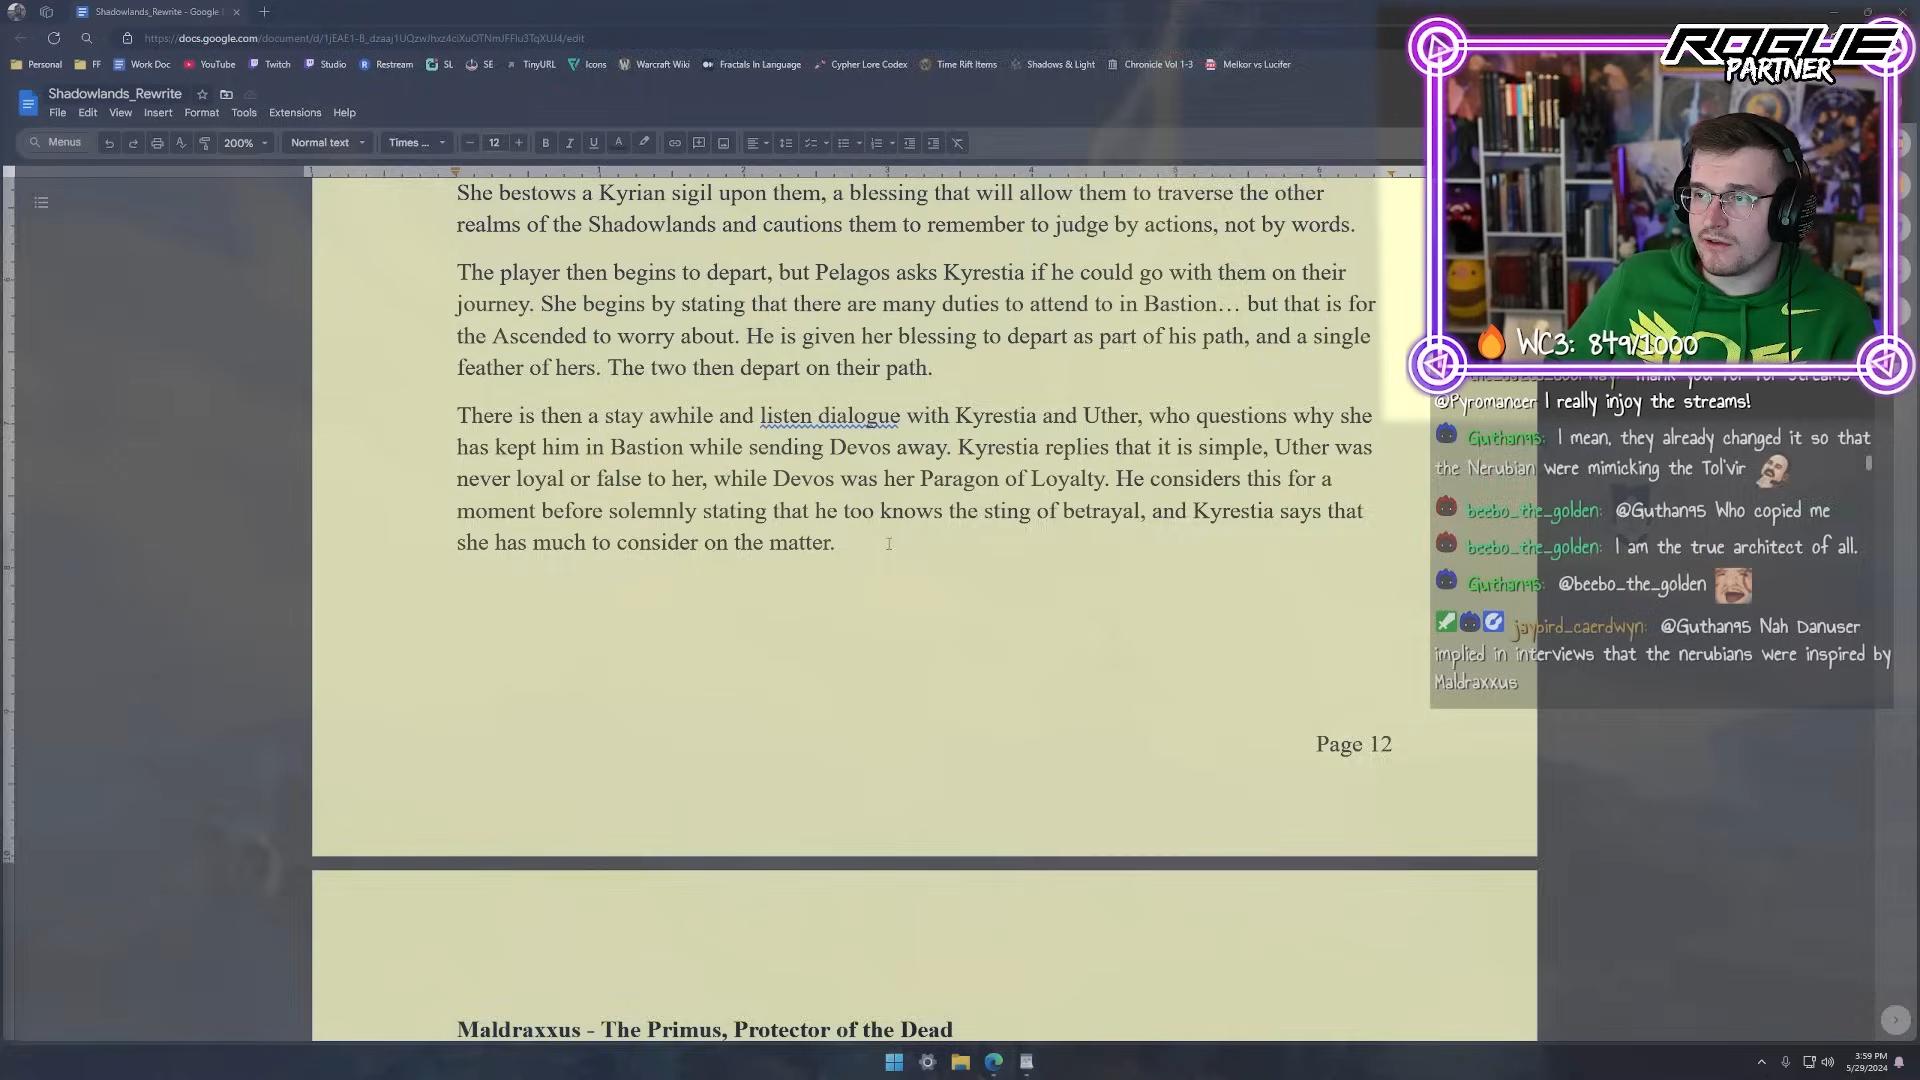 Shadowlands_Rewrite - Google
https://docs.google.com/document/d/1jEAE1-B_dzaaj1UQzwJhxz4ciXuOTNmJFFlu3TqXUJ4/edit
Personal FF Work Doc YouTube Twitch Studio Restream SL SE TinyURL Icons Warcraft Wiki Fractals in Language Cypher Lore Codex Time Rift Items Shadows & Light Chronicle Vol 1-3 Melkor vs Lucifer
Shadowlands_Rewrite
File Edit View Insert Format Tools Extensions Help
Menus 200% Normal text Times ... 12
ROGUE
PARTNER
She bestows a Kyrian sigil upon them, a blessing that will allow them to traverse the other
realms of the Shadowlands and cautions them to remember to judge by actions, not by words.
The player then begins to depart, but Pelagos asks Kyrestia if he could go with them on their
journey. She begins by stating that there are many duties to attend to in Bastion… but that is for
the Ascended to worry about. He is given her blessing to depart as part of his path, and a single
feather of hers. The two then depart on their path.
There is then a stay awhile and listen dialogue with Kyrestia and Uther, who questions why she
has kept him in Bastion while sending Devos away. Kyrestia replies that it is simple, Uther was
never loyal or false to her, while Devos was her Paragon of Loyalty. He considers this for a
moment before solemnly stating that he too knows the sting of betrayal, and Kyrestia says that
she has much to consider on the matter.
Page 12
Maldraxxus - The Primus, Protector of the Dead
WC3: 849/1000
@Pyromancer I really injoy the streams!
Guthan95: I mean, they already changed it so that
the Nerubian were mimicking the Tol'vir
beebo_the_golden: @Guthan95 Who copied me
beebo_the_golden: I am the true architect of all.
Guthan95: @beebo_the_golden
jaybird_caerdwyn: @Guthan95 Nah Danuser
implied in interviews that the nerubians were inspired by
Maldraxxus
3:59 PM
5/29/2024